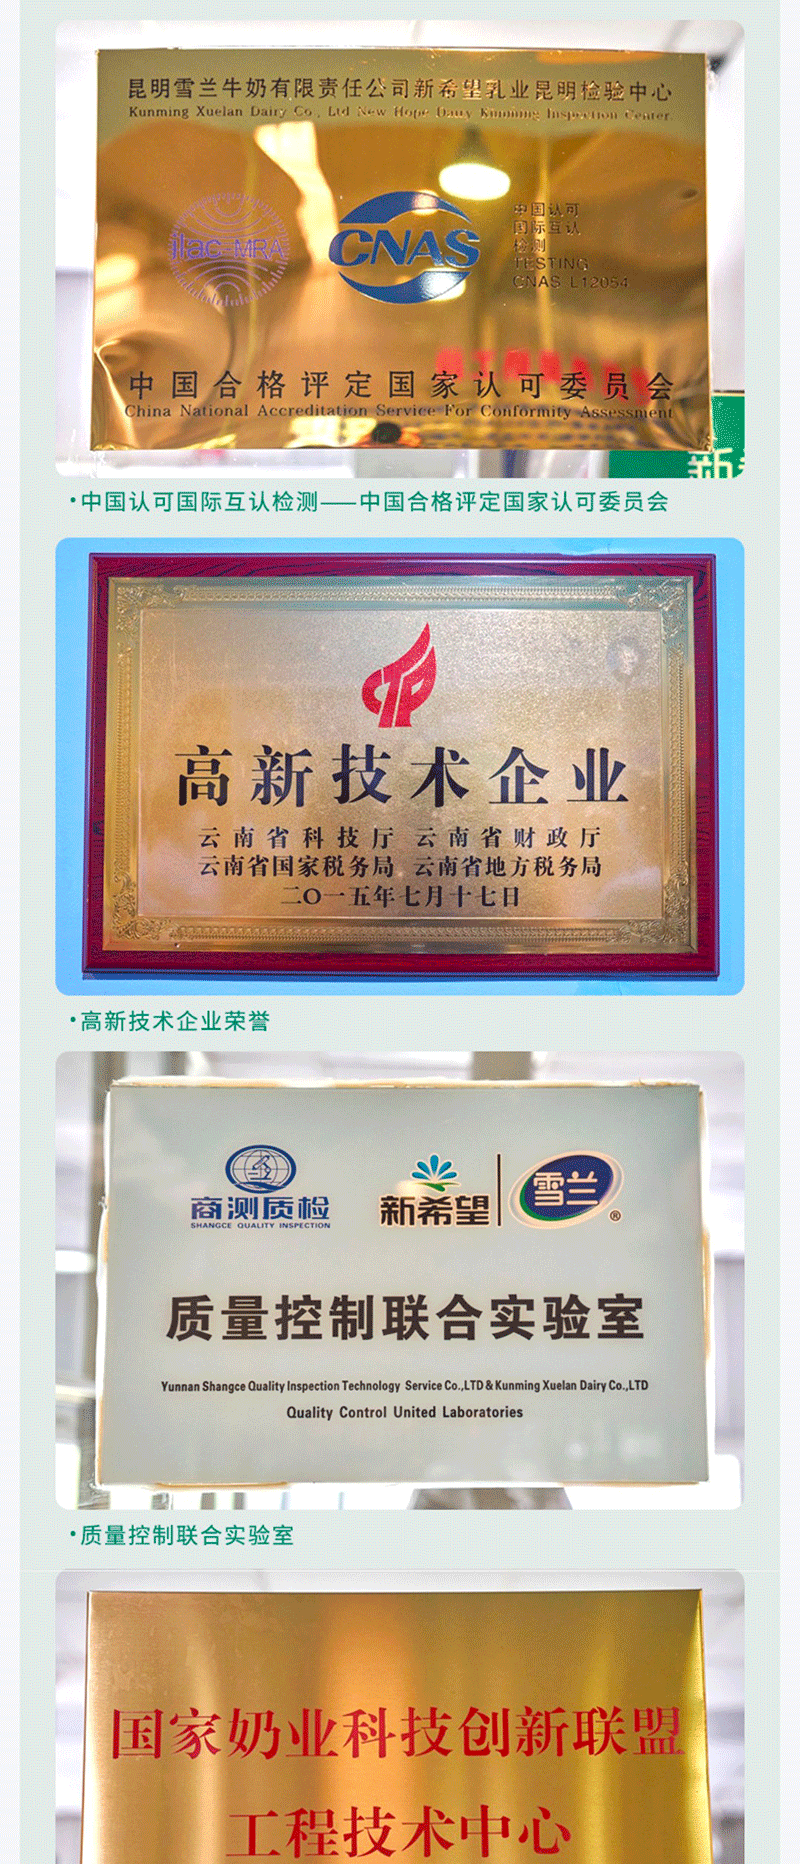 昆明雪兰牛奶有限责任公司新希望乳业昆明检验中心
Kunming Xuelan Dairy Co., Ltd New Hope Dairy Kunming Inspection Center.
ilac-MRA
CNAS
中国认可
国际互认
检测
TESTING
CNAS L12054
中国合格评定国家认可委员会
China National Accreditation Service For Conformity Assessment
新
•中国认可国际互认检测——中国合格评定国家认可委员会
高新技术企业
云南省科技厅 云南省财政厅
云南省国家税务局 云南省地方税务局
二〇一五年七月十七日
•高新技术企业荣誉
商测质检
SHANGCE QUALITY INSPECTION
新希望
雪兰®
质量控制联合实验室
Yunnan Shangce Quality Inspection Technology Service Co.,LTD & Kunming Xuelan Dairy Co.,LTD
Quality Control United Laboratories
•质量控制联合实验室
国家奶业科技创新联盟
工程技术中心